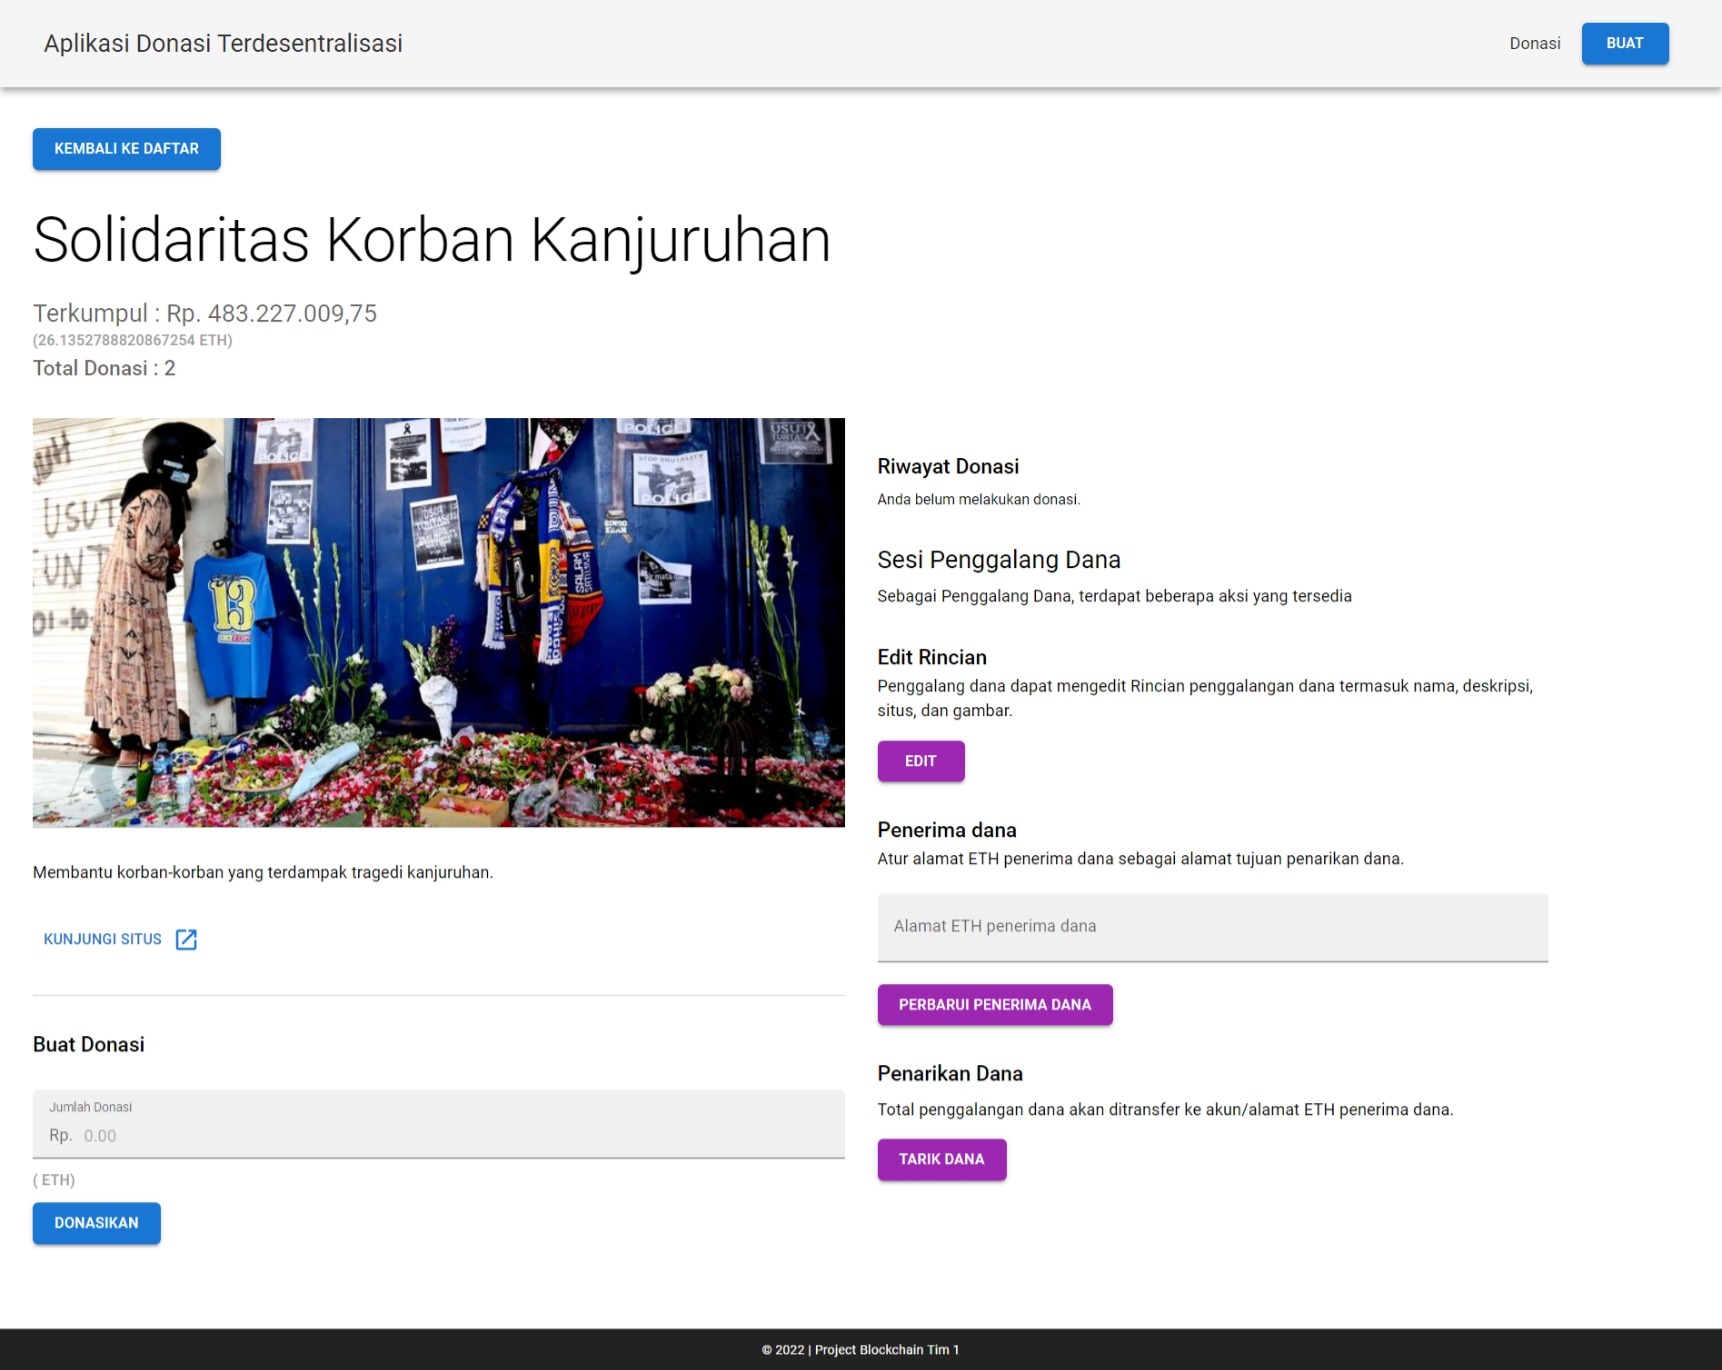 Aplikasi Donasi Terdesentralisasi
Donasi
BUAT
KEMBALI KE DAFTAR
Solidaritas Korban Kanjuruhan
Terkumpul : Rp. 483.227.009,75
(26.1352788820867254 ETH)
Total Donasi : 2
POLICE
POLICE
USUT
TUNTAS
STOP BRUTALITY
POLICE
USUT
13
Membantu korban-korban yang terdampak tragedi kanjuruhan.
KUNJUNGI SITUS
Buat Donasi
Jumlah Donasi
Rp. 0.00
( ETH)
DONASIKAN
Riwayat Donasi
Anda belum melakukan donasi.
Sesi Penggalang Dana
Sebagai Penggalang Dana, terdapat beberapa aksi yang tersedia
Edit Rincian
Penggalang dana dapat mengedit Rincian penggalangan dana termasuk nama, deskripsi,
situs, dan gambar.
EDIT
Penerima dana
Atur alamat ETH penerima dana sebagai alamat tujuan penarikan dana.
Alamat ETH penerima dana
PERBARUI PENERIMA DANA
Penarikan Dana
Total penggalangan dana akan ditransfer ke akun/alamat ETH penerima dana.
TARIK DANA
© 2022 | Project Blockchain Tim 1